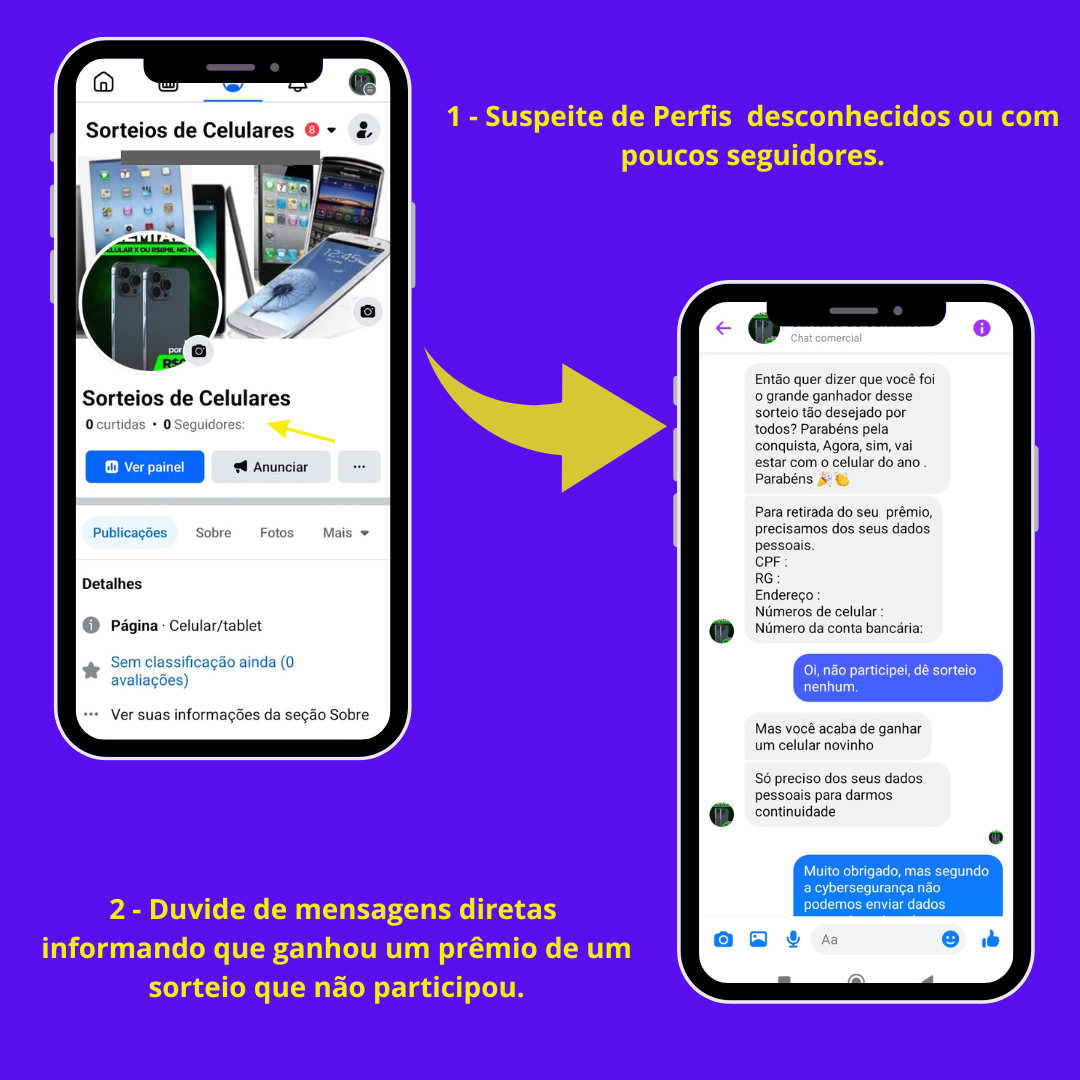 Sorteios de Celulares 8
1 - Suspeite de Perfis desconhecidos ou com
poucos seguidores.
12:45
CELULAR X OU R$8MIL NO
por
Sorteios de Celulares
0 curtidas • 0 Seguidores:
Ver painel
Anunciar
...
Publicações
Sobre
Fotos
Mais
Detalhes
Página · Celular/tablet
Sem classificação ainda (0
avaliações)
Ver suas informações da seção Sobre
Chat comercial
Então quer dizer que você foi
o grande ganhador desse
sorteio tão desejado por
todos? Parabéns pela
conquista, Agora, sim, vai
estar com o celular do ano .
Parabéns 🎉👏
Para retirada do seu prêmio,
precisamos dos seus dados
pessoais.
CPF :
RG :
Endereço :
Números de celular :
Número da conta bancária:
Oi, não participei, dê sorteio
nenhum.
Mas você acaba de ganhar
um celular novinho
Só preciso dos seus dados
pessoais para darmos
continuidade
Muito obrigado, mas segundo
a cybersegurança não
podemos enviar dados
Aa
2 - Duvide de mensagens diretas
informando que ganhou um prêmio de um
sorteio que não participou.